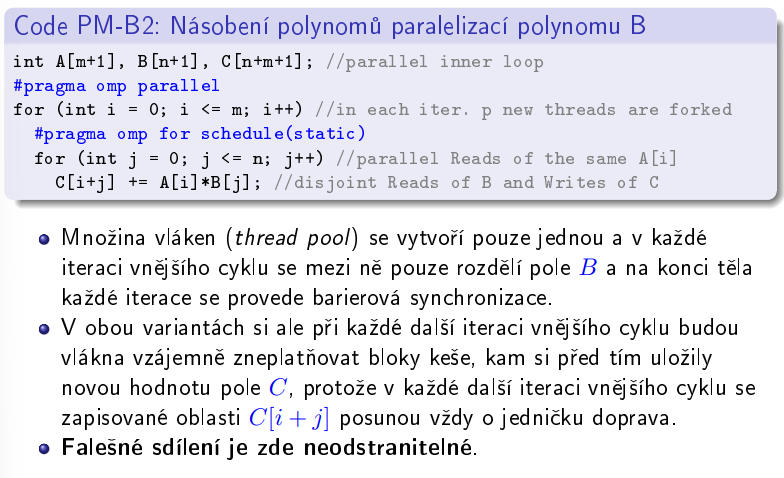 Code PM-B2: Násobení polynomů paralelizací polynomu B
int A[m+1], B[n+1], C[n+m+1]; //parallel inner loop
#pragma omp parallel
for (int i = 0; i <= m; i++) //in each iter. p new threads are forked
#pragma omp for schedule(static)
for (int j = 0; j <= n; j++) //parallel Reads of the same A[i]
C[i+j] += A[i]*B[j]; //disjoint Reads of B and Writes of C
Množina vláken (thread pool) se vytvoří pouze jednou a v každé
iteraci vnějšího cyklu se mezi ně pouze rozdělí pole B a na konci těla
každé iterace se provede barierová synchronizace.
V obou variantách si ale při každé další iteraci vnějšího cyklu budou
vlákna vzájemně zneplatňovat bloky keše, kam si před tím uložily
novou hodnotu pole C, protože v každé další iteraci vnějšího cyklu se
zapisované oblasti C[i + j] posunou vždy o jedničku doprava.
Falešné sdílení je zde neodstranitelné.